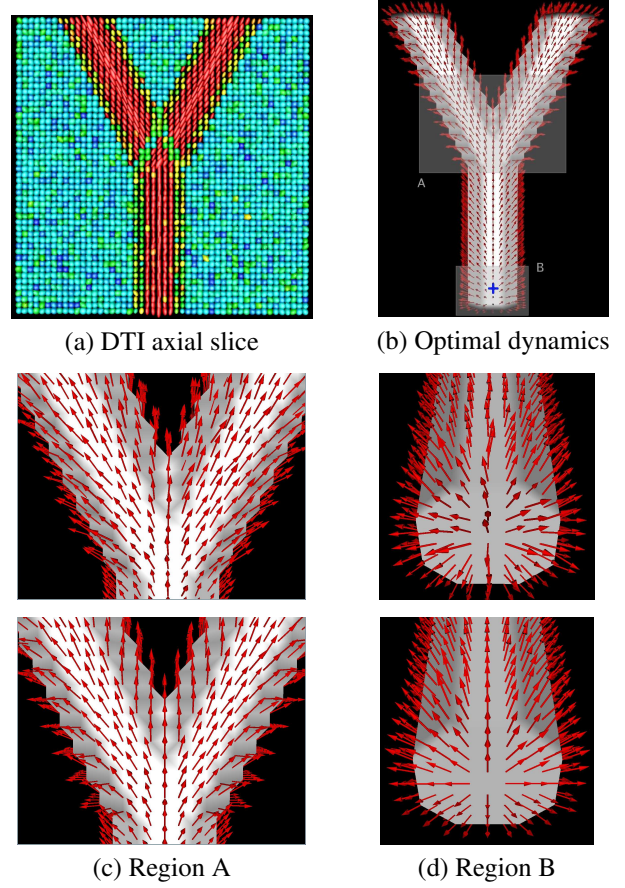 (a) DTI axial slice
(b) Optimal dynamics
A
B
(c) Region A
(d) Region B